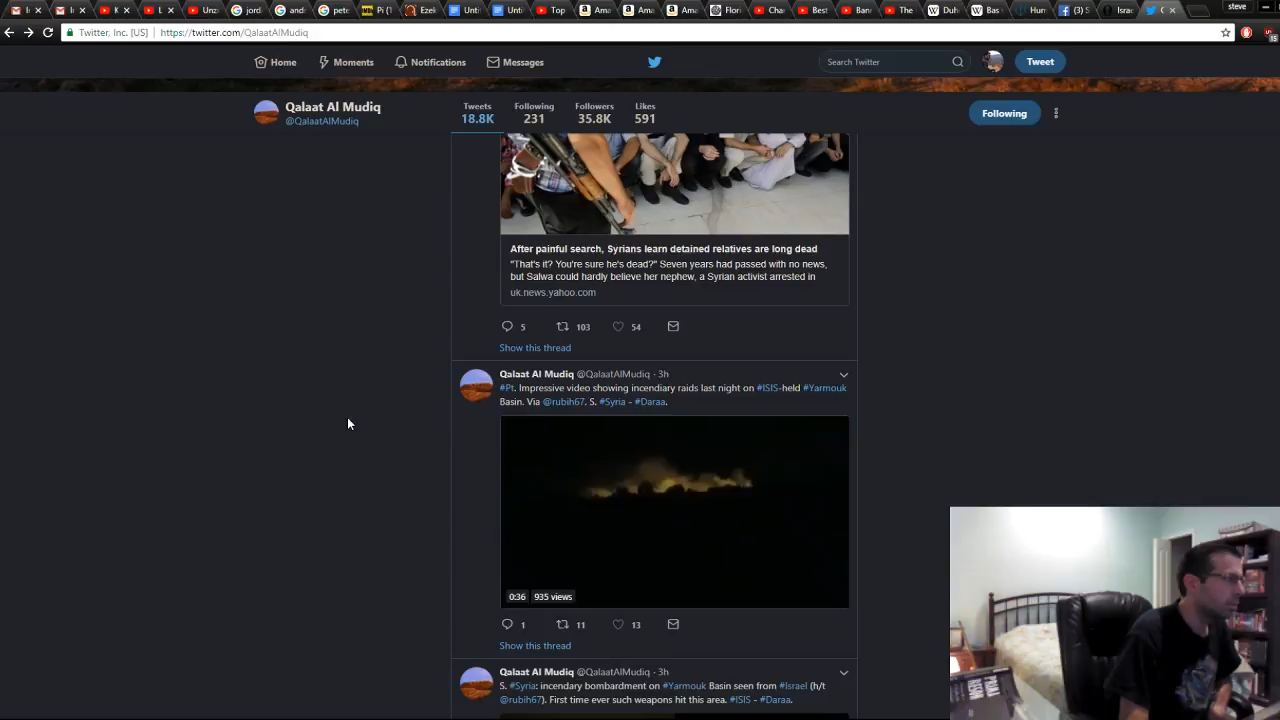 steve
Twitter, Inc. [US] https://twitter.com/QalaatAlMudiq
Home Moments Notifications Messages Search Twitter Tweet
Qalaat Al Mudiq
@QalaatAlMudiq
Tweets Following Followers Likes
18.8K 231 35.8K 591
Following
After painful search, Syrians learn detained relatives are long dead
"That's it? You're sure he's dead?" Seven years had passed with no news,
but Salwa could hardly believe her nephew, a Syrian activist arrested in
uk.news.yahoo.com
5 103 54
Show this thread
Qalaat Al Mudiq @QalaatAlMudiq · 3h
#Pt. Impressive video showing incendiary raids last night on #ISIS-held #Yarmouk
Basin. Via @rubih67. S. #Syria - #Daraa.
0:36 935 views
1 11 13
Show this thread
Qalaat Al Mudiq @QalaatAlMudiq · 3h
S. #Syria: incendiary bombardment on #Yarmouk Basin seen from #Israel (h/t
@rubih67). First time ever such weapons hit this area. #ISIS - #Daraa.